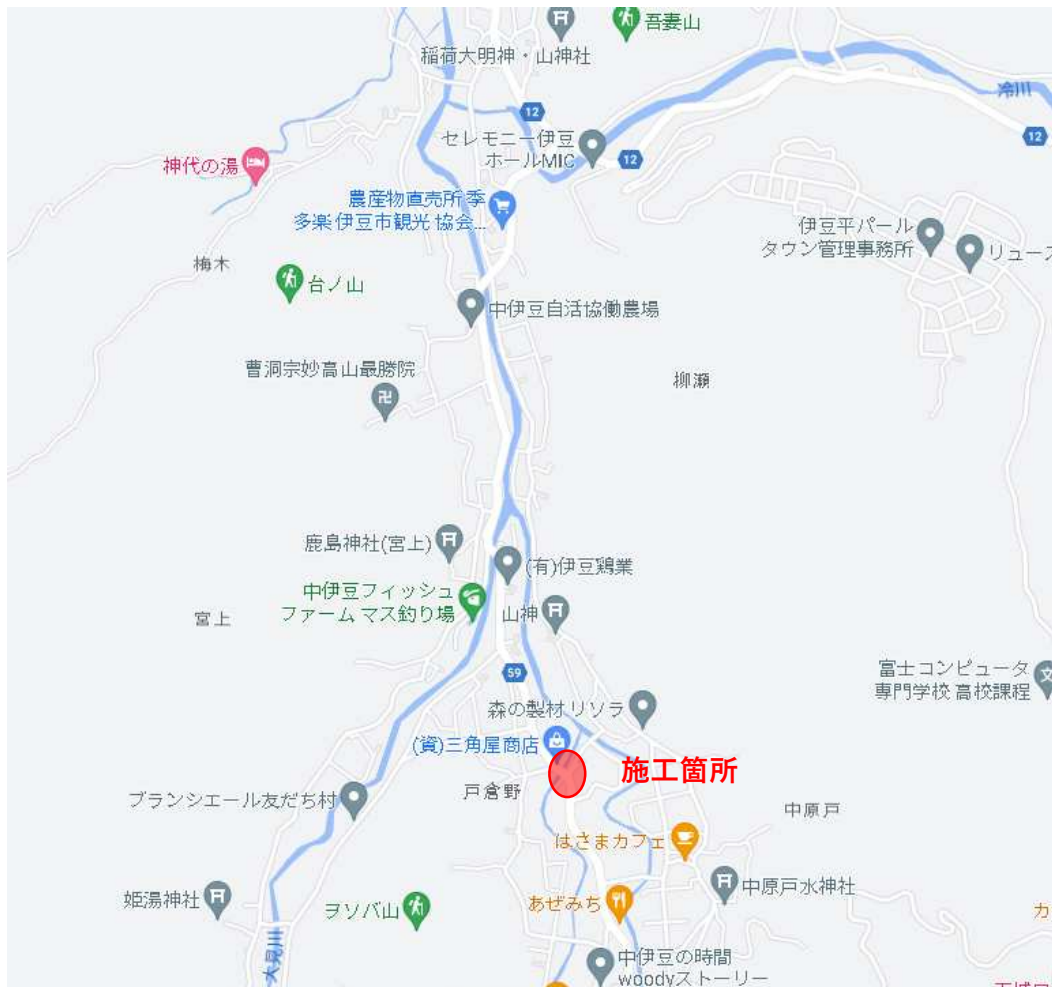 吾妻山
稲荷大明神・山神社
冷川
12
12
セレモニー伊豆
ホールMIC
12
神代の湯
農産物直売所 季
多楽 伊豆市観光 協会...
伊豆平パール
タウン管理事務所
リュース
梅木
台ノ山
中伊豆自活協働農場
曹洞宗妙高山最勝院
柳瀬
鹿島神社(宮上)
(有)伊豆鶏業
中伊豆フィッシュ
ファーム マス釣り場
山神
宮上
59
富士コンピュータ
専門学校 高校課程
森の製材 リソラ
(資)三角屋商店
施工箇所
戸倉野
ブランシエール友だち村
中原戸
はさまカフェ
中原戸水神社
姫湯神社
ヲソバ山
あぜみち
カ
大見川
中伊豆の時間
woodyストーリー